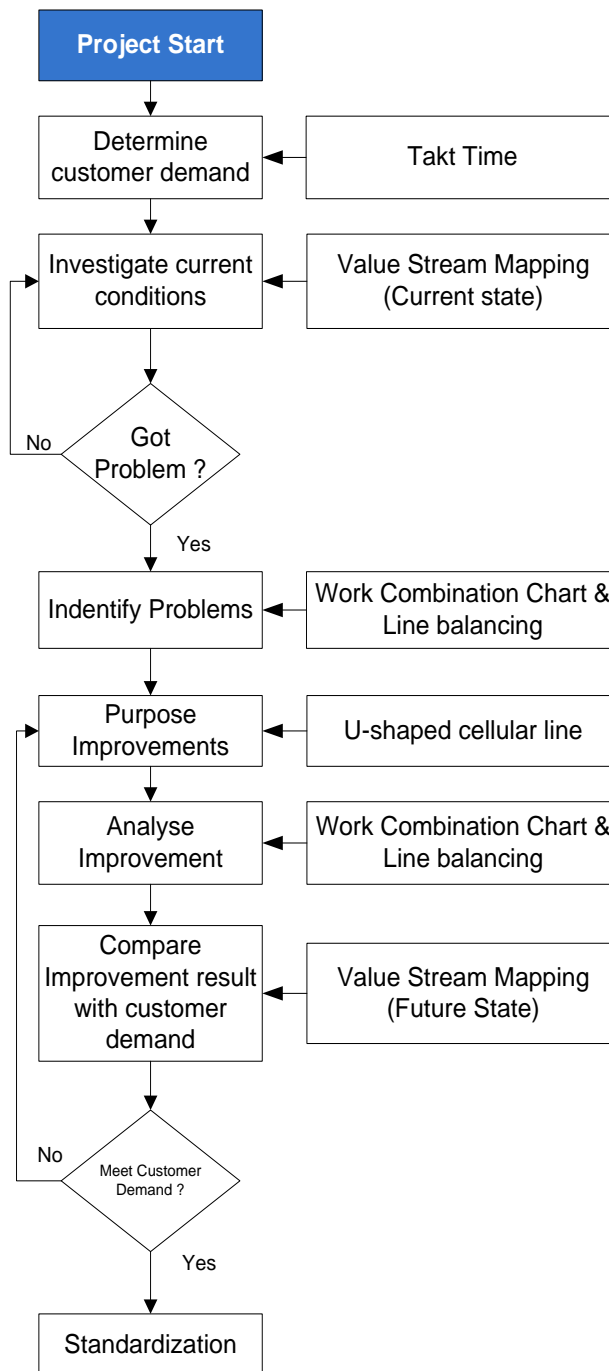 Project Start
Determine
customer demand
Takt Time
Investigate current
conditions
Value Stream Mapping
(Current state)
No
Got
Problem ?
Yes
Indentify Problems
Work Combination Chart &
Line balancing
Purpose
Improvements
U-shaped cellular line
Analyse
Improvement
Work Combination Chart &
Line balancing
Compare
Improvement result
with customer
demand
Value Stream Mapping
(Future State)
No
Meet Customer
Demand ?
Yes
Standardization